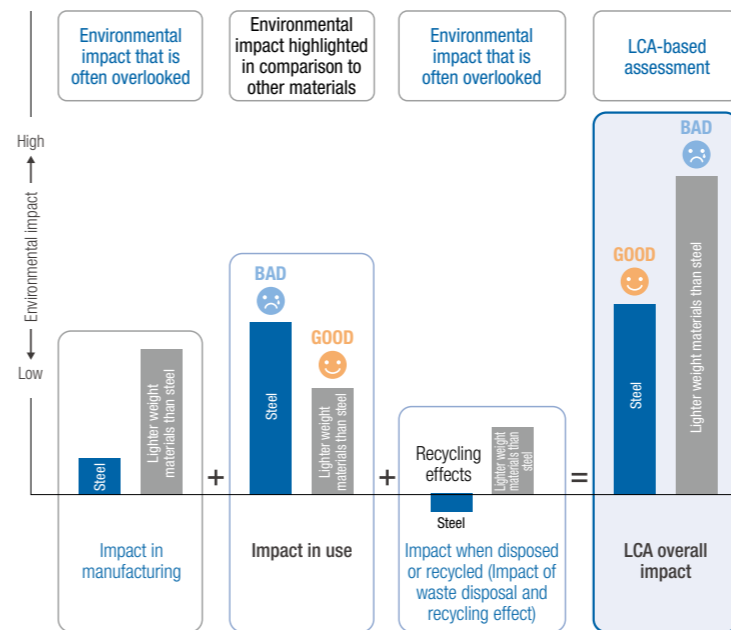 Environmental
impact that is
often overlooked
Environmental
impact highlighted
in comparison to
other materials
Environmental
impact that is
often overlooked
LCA-based
assessment
High
Environmental impact
Low
Steel
Lighter weight
materials than steel
+
BAD
Steel
GOOD
Lighter weight
materials than steel
+
Recycling
effects
Steel
Lighter weight
materials than
steel
=
GOOD
Steel
BAD
Lighter weight materials than steel
Impact in
manufacturing
Impact in use
Impact when disposed
or recycled (Impact of
waste disposal and
recycling effect)
LCA overall
impact